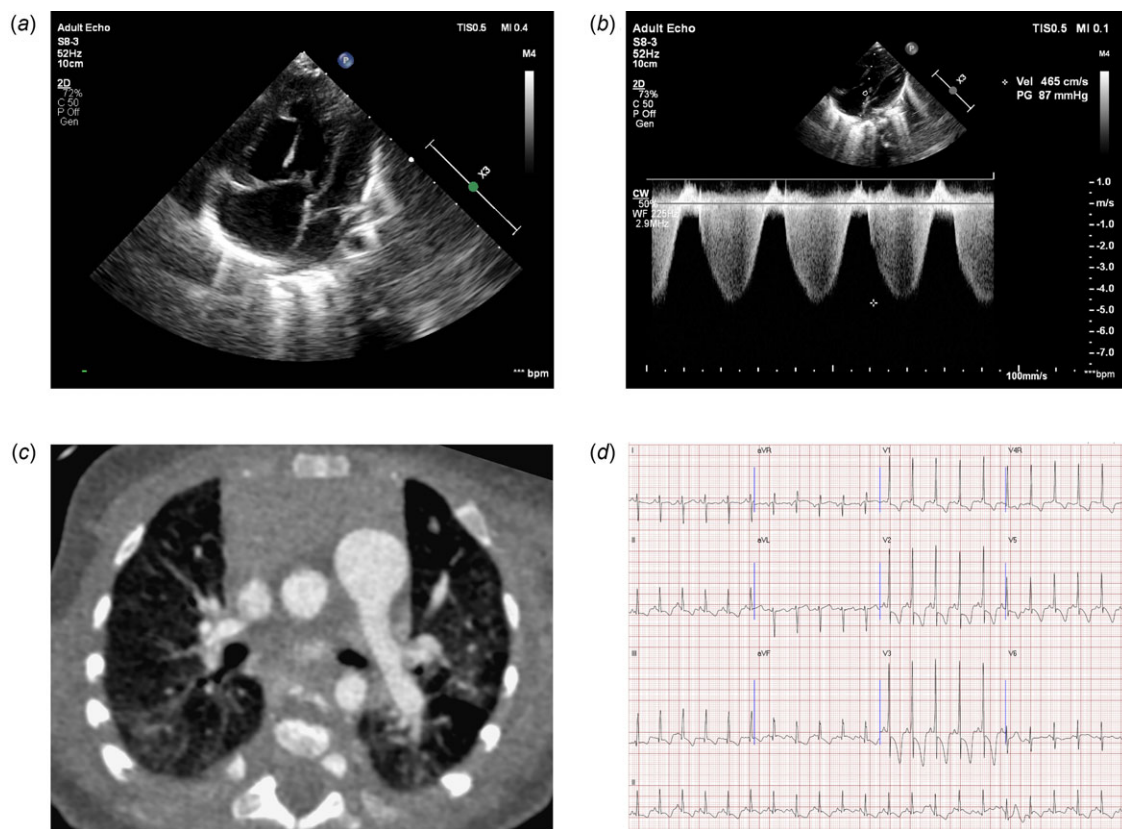 (a)
Adult Echo
TIS0.5 MI 0.4
S8-3
52Hz
10cm
M4
2D
72%
C 50
P Off
Gen
P
X3
*** bpm
(b)
Adult Echo
TIS0.5 MI 0.1
S8-3
52Hz
10cm
M4
2D
73%
C 50
P Off
Gen
P
X3
Vel 465 cm/s
PG 87 mmHg
CW
50%
WF 225Hz
2.9MHz
1.0
m/s
-1.0
-2.0
-3.0
-4.0
-5.0
-6.0
-7.0
100mm/s
*** bpm
(c)
(d)
I aVR V1 V4R
II aVL V2 V5
III aVF V3 V6
II